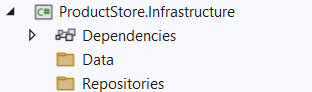 C# ProductStore.Infrastructure
Dependencies
Data
Repositories